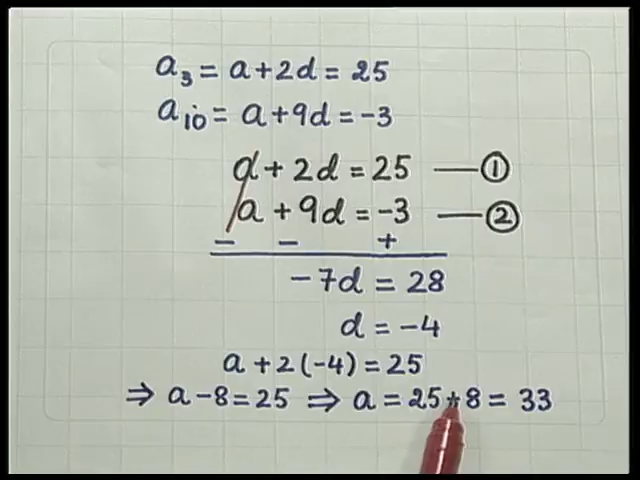 a₃ = a + 2d = 25
a₁₀ = a + 9d = -3
a + 2d = 25 — ①
a + 9d = -3 — ②
- - +
-7d = 28
d = -4
a + 2(-4) = 25
⇒ a - 8 = 25 ⇒ a = 25 + 8 = 33